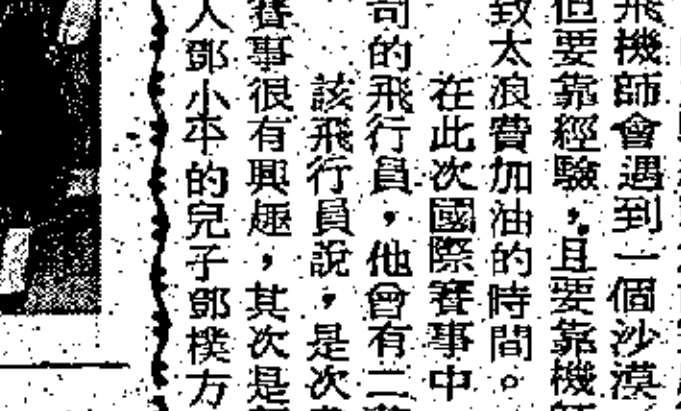 飛機師會遇到一個沙漠
但要靠經驗，且要靠機師
致太浪費加油的時間。
在此次國際賽事中
司的飛行員，他會有二
該飛行員說，是次
賽事很有興趣，其次是
人鄧小平的兒子鄧樸方